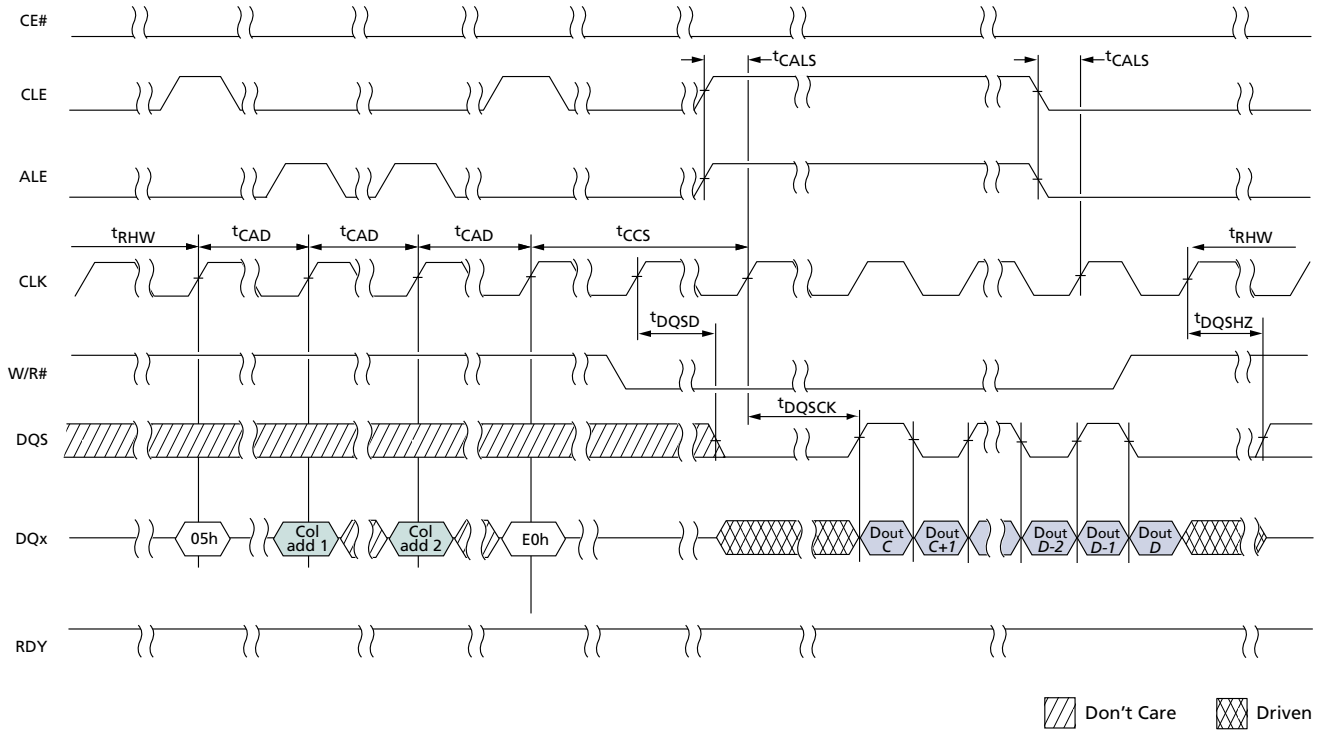 CE#
tCALS
tCALS
CLE
ALE
tRHW
tCAD
tCAD
tCAD
tCCS
tRHW
CLK
tDQSD
tDQSHZ
W/R#
tDQSCK
DQS
DQx
05h
Col
add 1
Col
add 2
E0h
Dout
C
Dout
C+1
Dout
D-2
Dout
D-1
Dout
D
RDY
Don't Care
Driven